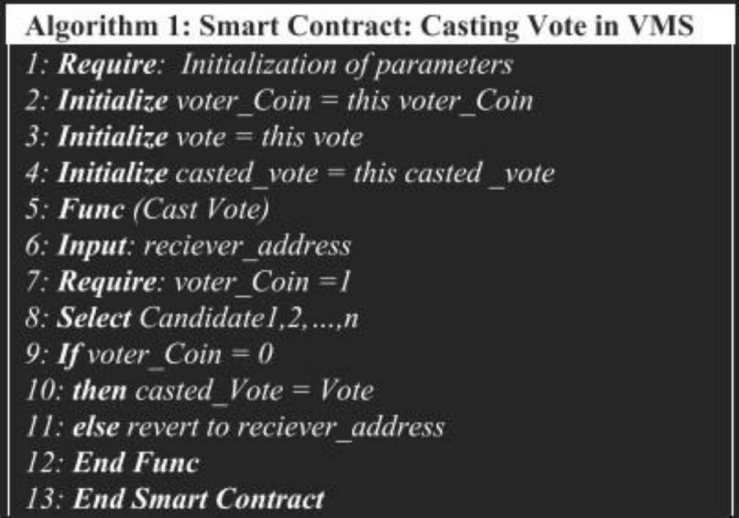 Algorithm 1: Smart Contract: Casting Vote in VMS
1: Require: Initialization of parameters
2: Initialize voter_Coin = this voter_Coin
3: Initialize vote = this vote
4: Initialize casted_vote = this casted _vote
5: Func (Cast Vote)
6: Input: reciever_address
7: Require: voter_Coin =1
8: Select Candidate1,2,...,n
9: If voter_Coin = 0
10: then casted_Vote = Vote
11: else revert to reciever_address
12: End Func
13: End Smart Contract